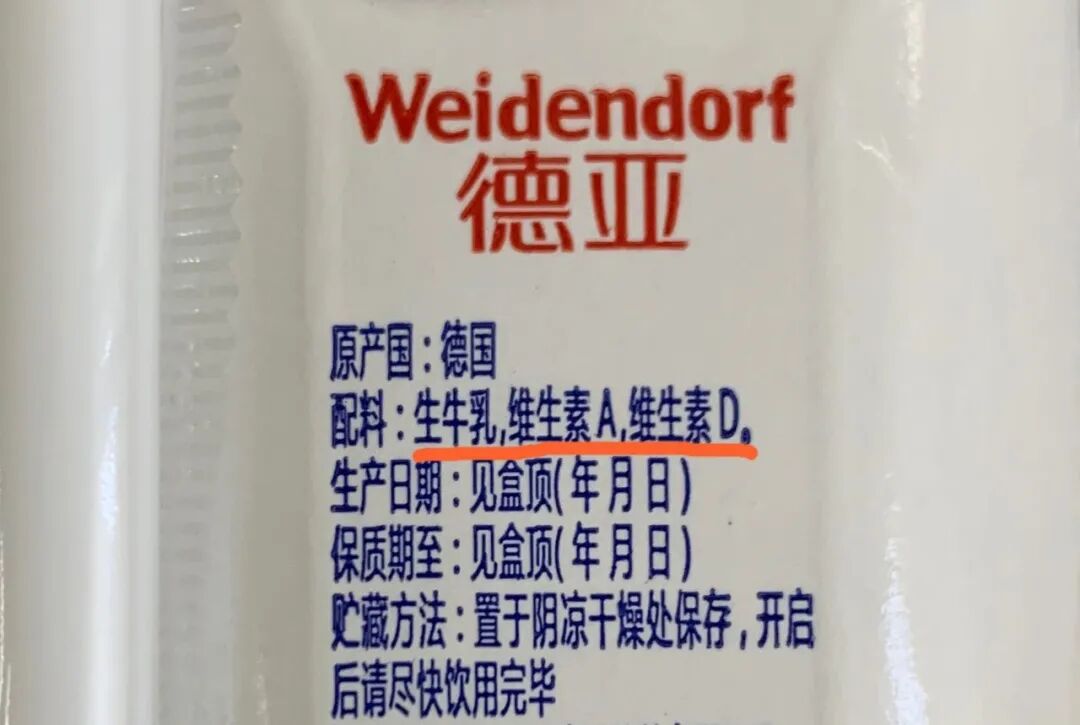 Weidendorf
德亚
原产国：德国
配料：生牛乳,维生素A,维生素D。
生产日期：见盒顶(年月日)
保质期至：见盒顶(年月日)
贮藏方法：置于阴凉干燥处保存，开启
后请尽快饮用完毕